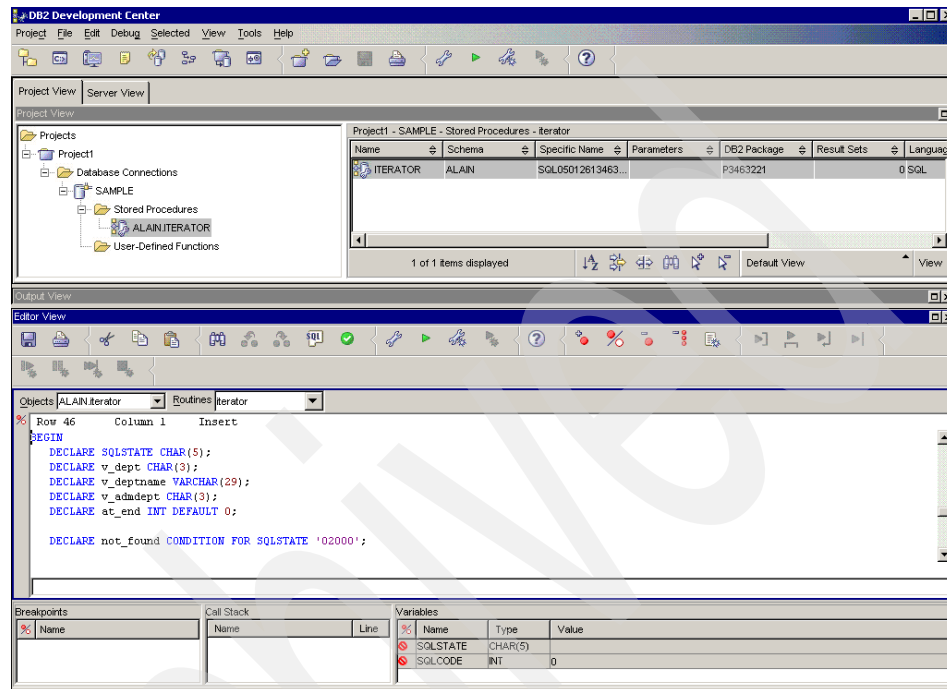 DB2 Development Center
Project File Edit Debug Selected View Tools Help
Project View Server View
Project View
Projects
Project1
Database Connections
SAMPLE
Stored Procedures
ALAIN.ITERATOR
User-Defined Functions
Project1 - SAMPLE - Stored Procedures - iterator
Name Schema Specific Name Parameters DB2 Package Result Sets Languag
ITERATOR ALAIN SQL05012613463... P3463221 0 SQL
1 of 1 items displayed Default View View
Output View
Editor View
Objects ALAIN.iterator Routines iterator
Row 46 Column 1 Insert
BEGIN
DECLARE SQLSTATE CHAR(5);
DECLARE v_dept CHAR(3);
DECLARE v_deptname VARCHAR(29);
DECLARE v_admdept CHAR(3);
DECLARE at_end INT DEFAULT 0;
DECLARE not_found CONDITION FOR SQLSTATE '02000';
Breakpoints
Name
Call Stack
Name Line
Variables
Name Type Value
SQLSTATE CHAR(5)
SQLCODE INT 0